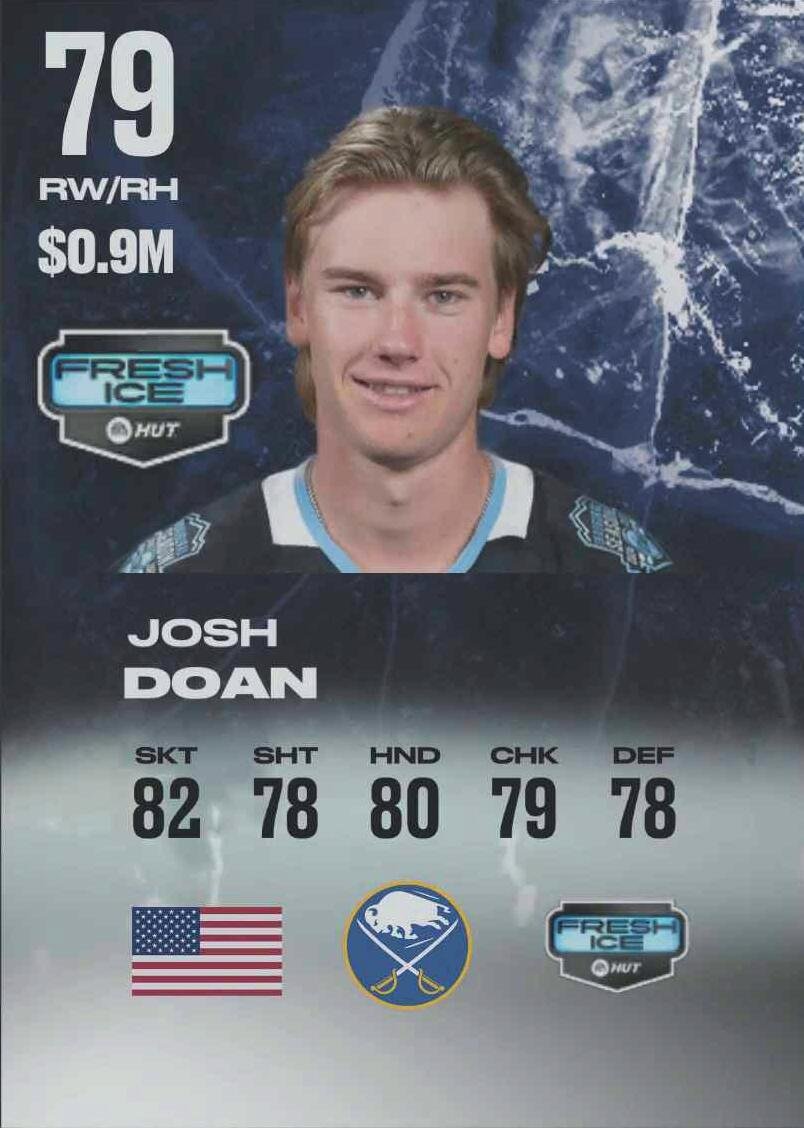 79
RW/RH
$0.9M
FRESH
ICE
EA HUT
JOSH
DOAN
SKT SHT HND CHK DEF
82 78 80 79 78
FRESH
ICE
EA HUT